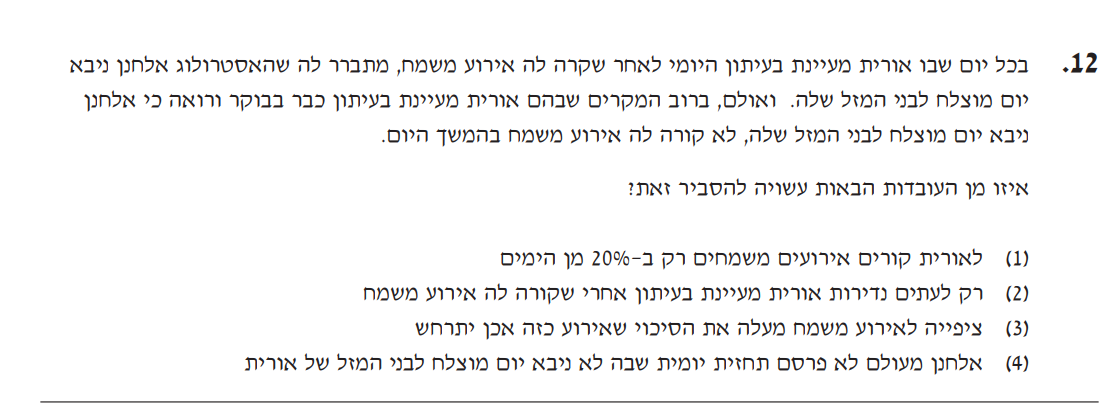 12. בכל יום שבו אורית מעיינת בעיתון היומי לאחר שקרה לה אירוע משמח, מתברר לה שהאסטרולוג אלחנן ניבא
יום מוצלח לבני המזל שלה. ואולם, ברוב המקרים שבהם אורית מעיינת בעיתון כבר בבוקר ורואה כי אלחנן
ניבא יום מוצלח לבני המזל שלה, לא קורה לה אירוע משמח בהמשך היום.
איזו מן העובדות הבאות עשויה להסביר זאת?
(1) לאורית קורים אירועים משמחים רק ב-20% מן הימים
(2) רק לעתים נדירות אורית מעיינת בעיתון אחרי שקורה לה אירוע משמח
(3) ציפייה לאירוע משמח מעלה את הסיכוי שאירוע כזה אכן יתרחש
(4) אלחנן מעולם לא פרסם תחזית יומית שבה לא ניבא יום מוצלח לבני המזל של אורית